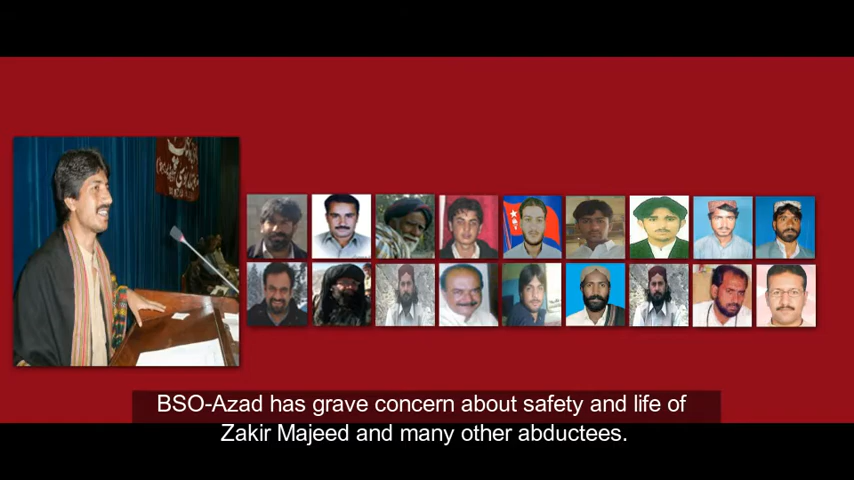 BSO-Azad has grave concern about safety and life of
Zakir Majeed and many other abductees.